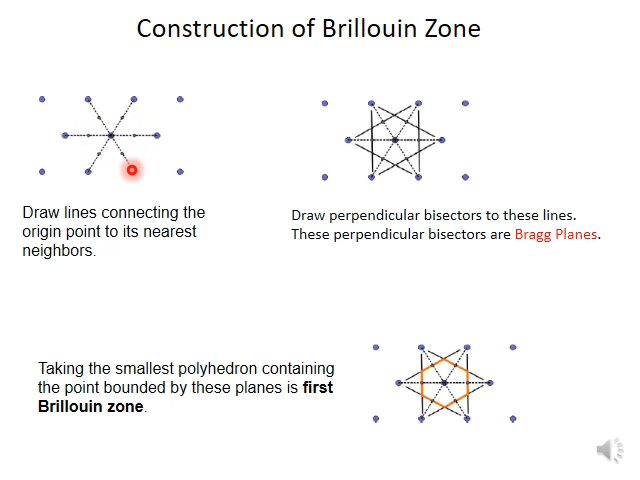 Construction of Brillouin Zone
Draw lines connecting the
origin point to its nearest
neighbors.
Draw perpendicular bisectors to these lines.
These perpendicular bisectors are Bragg Planes.
Taking the smallest polyhedron containing
the point bounded by these planes is first
Brillouin zone.